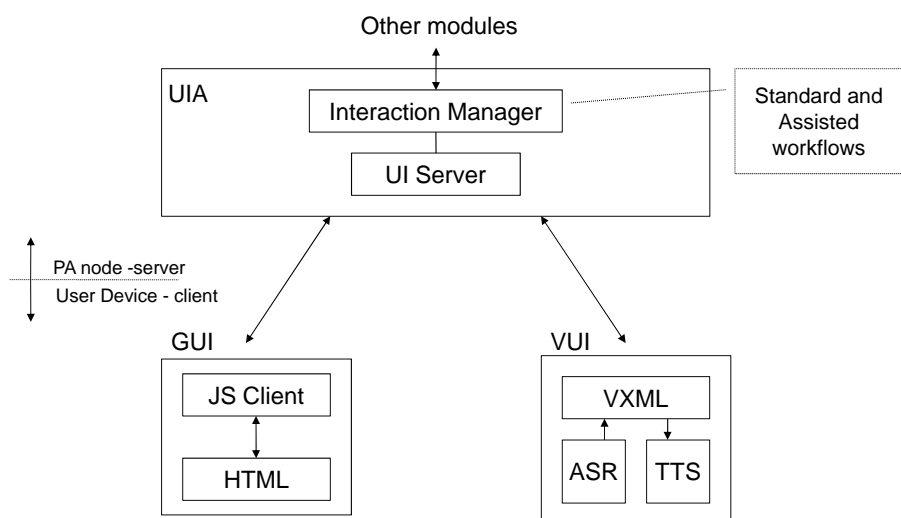 Other modules
UIA
Interaction Manager
Standard and
Assisted
workflows
UI Server
PA node -server
User Device - client
GUI
VUI
JS Client
VXML
HTML
ASR
TTS